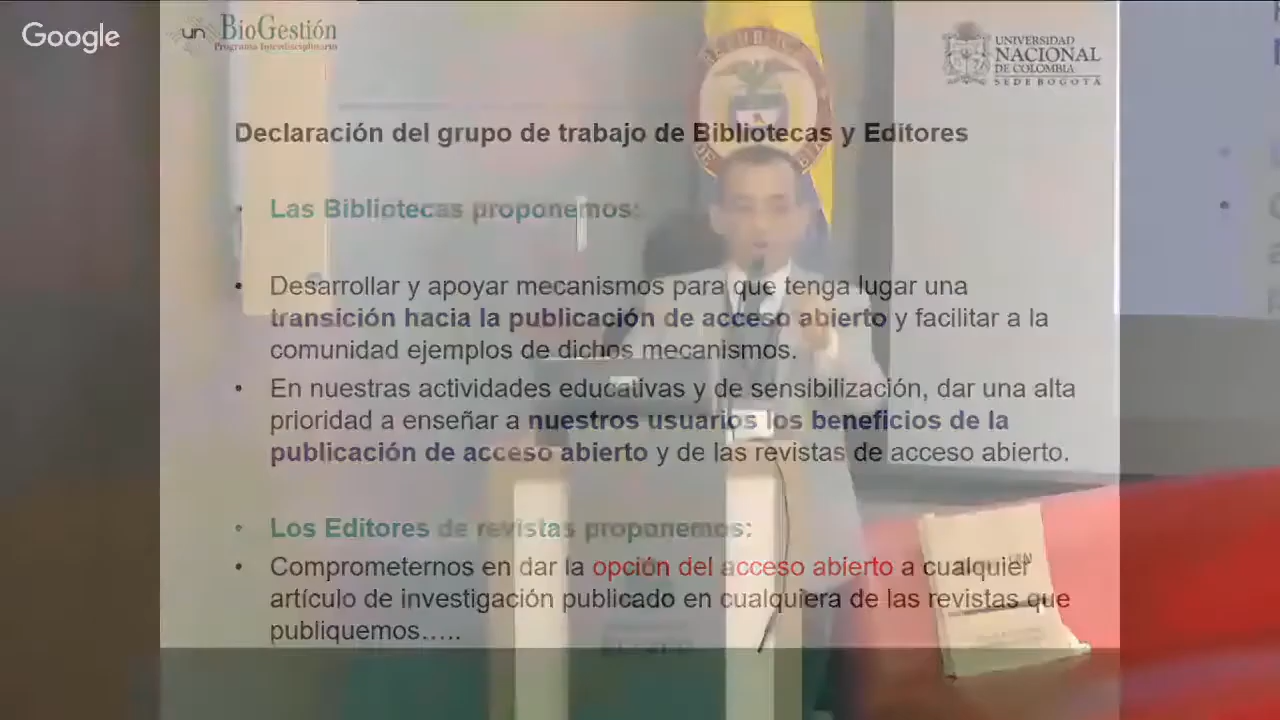 Google
un BioGestión
Programa Interdisciplinario
UNIVERSIDAD
NACIONAL
DE COLOMBIA
SEDE BOGOTÁ
REPUBLICA
DE
Declaración del grupo de trabajo de Bibliotecas y Editores
• Las Bibliotecas proponemos:
• Desarrollar y apoyar mecanismos para que tenga lugar una
transición hacia la publicación de acceso abierto y facilitar a la
comunidad ejemplos de dichos mecanismos.
• En nuestras actividades educativas y de sensibilización, dar una alta
prioridad a enseñar a nuestros usuarios los beneficios de la
publicación de acceso abierto y de las revistas de acceso abierto.
• Los Editores de revistas proponemos:
• Comprometernos en dar la opción del acceso abierto a cualquier
artículo de investigación publicado en cualquiera de las revistas que
publiquemos…..